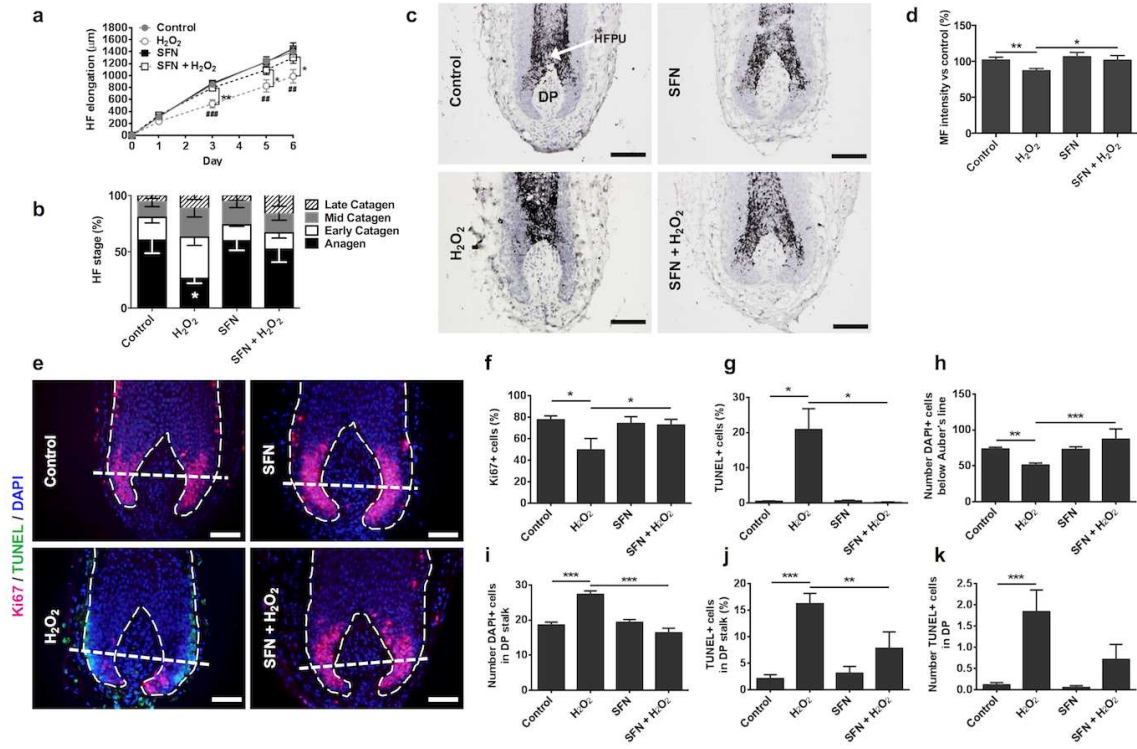 a
HF elongation (μm)
1800
1600
1400
1200
1000
800
600
400
200
0
0 1 2 3 4 5 6
Day
Control
H₂O₂
SFN
SFN + H₂O₂
**
*
*
###
##
##
b
HF stage (%)
100
50
0
Late Catagen
Mid Catagen
Early Catagen
Anagen
*
Control
H₂O₂
SFN
SFN + H₂O₂
c
Control
HFPU
DP
SFN
H₂O₂
SFN + H₂O₂
d
MF intensity vs control (%)
150
100
50
0
**
*
Control
H₂O₂
SFN
SFN + H₂O₂
e
Ki67 / TUNEL / DAPI
Control
SFN
H₂O₂
SFN + H₂O₂
f
Ki67+ cells (%)
100
80
60
40
20
0
*
*
Control
H₂O₂
SFN
SFN + H₂O₂
g
TUNEL+ cells (%)
30
20
10
0
*
*
Control
H₂O₂
SFN
SFN + H₂O₂
h
Number DAPI+ cells
below Auber's line
150
100
50
0
**
***
Control
H₂O₂
SFN
SFN + H₂O₂
i
Number DAPI+ cells
in DP stalk
30
20
10
0
***
***
Control
H₂O₂
SFN
SFN + H₂O₂
j
TUNEL+ cells
in DP stalk (%)
20
15
10
5
0
***
**
Control
H₂O₂
SFN
SFN + H₂O₂
k
Number TUNEL+ cells
in DP
2.5
2.0
1.5
1.0
0.5
0.0
***
Control
H₂O₂
SFN
SFN + H₂O₂